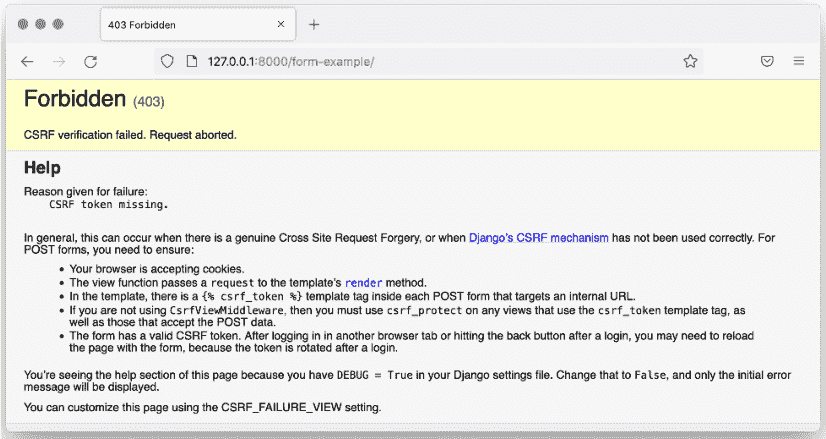 403 Forbidden
127.0.0.1:8000/form-example/
Forbidden (403)
CSRF verification failed. Request aborted.
Help
Reason given for failure:
CSRF token missing.
In general, this can occur when there is a genuine Cross Site Request Forgery, or when Django's CSRF mechanism has not been used correctly. For
POST forms, you need to ensure:
• Your browser is accepting cookies.
• The view function passes a request to the template's render method.
• In the template, there is a {% csrf_token %} template tag inside each POST form that targets an internal URL.
• If you are not using CsrfViewMiddleware, then you must use csrf_protect on any views that use the csrf_token template tag, as
well as those that accept the POST data.
• The form has a valid CSRF token. After logging in in another browser tab or hitting the back button after a login, you may need to reload
the page with the form, because the token is rotated after a login.
You're seeing the help section of this page because you have DEBUG = True in your Django settings file. Change that to False, and only the initial error
message will be displayed.
You can customize this page using the CSRF_FAILURE_VIEW setting.